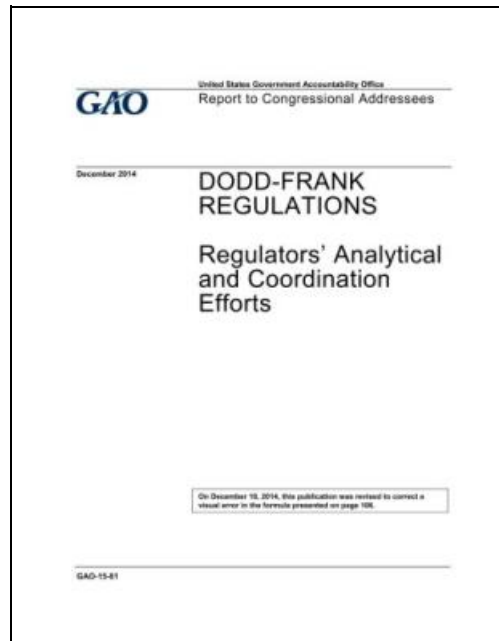 United States Government Accountability Office
GAO
Report to Congressional Addressees
December 2014
DODD-FRANK
REGULATIONS
Regulators' Analytical
and Coordination
Efforts
On December 18, 2014, this publication was revised to correct a
visual error in the formula presented on page 106.
GAO-15-81